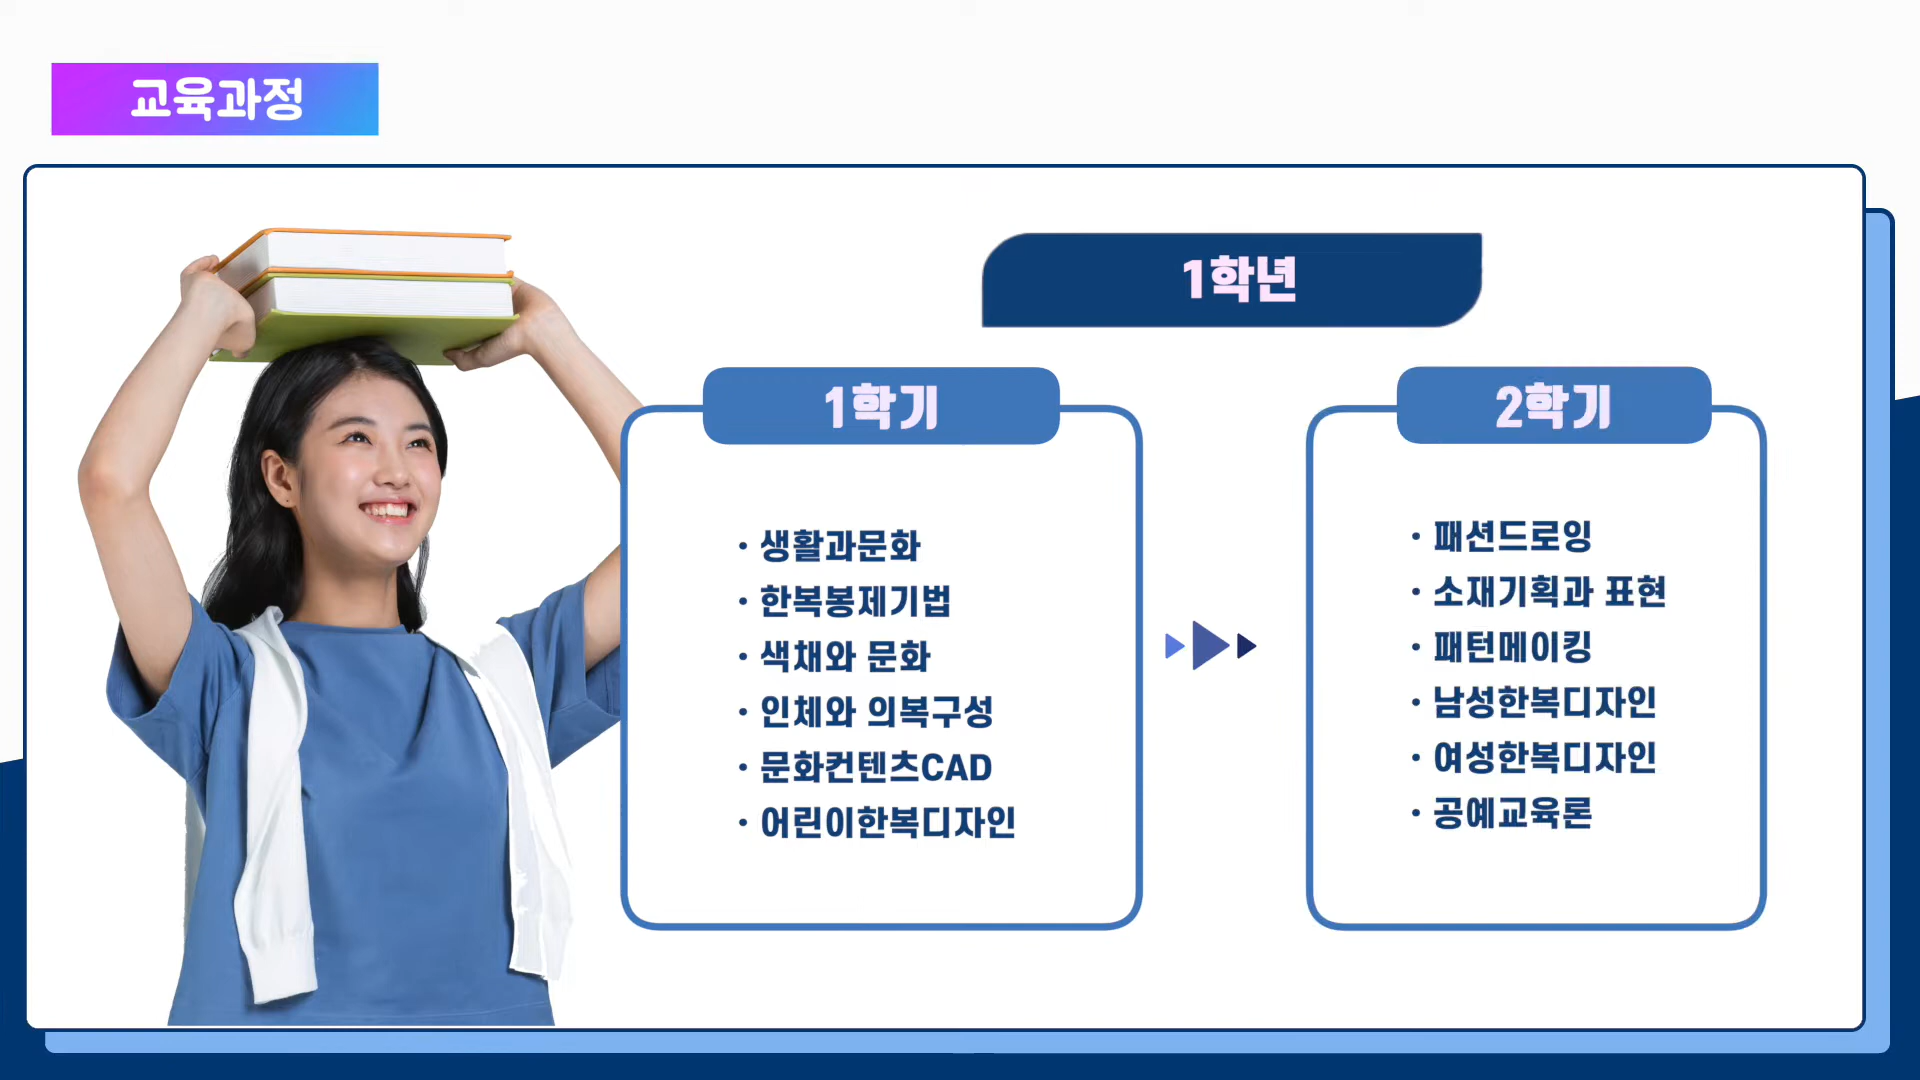 교육과정
1학년
1학기
· 생활과문화
· 한복봉제기법
· 색채와 문화
· 인체와 의복구성
· 문화컨텐츠CAD
· 어린이한복디자인
2학기
· 패션드로잉
· 소재기획과 표현
· 패턴메이킹
· 남성한복디자인
· 여성한복디자인
· 공예교육론